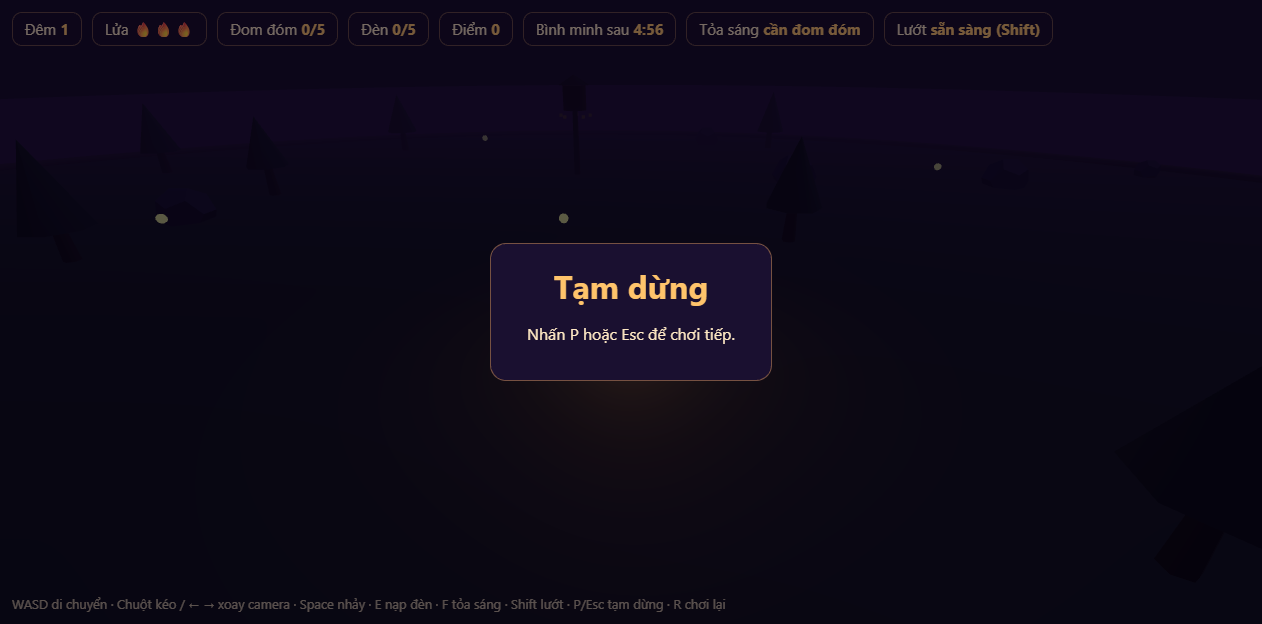 Đêm 1
Lửa 🔥🔥🔥
Đom đóm 0/5
Đèn 0/5
Điểm 0
Bình minh sau 4:56
Tỏa sáng cần đom đóm
Lướt sẵn sàng (Shift)
Tạm dừng
Nhấn P hoặc Esc để chơi tiếp.
WASD di chuyển · Chuột kéo / ← → xoay camera · Space nhảy · E nạp đèn · F tỏa sáng · Shift lướt · P/Esc tạm dừng · R chơi lại